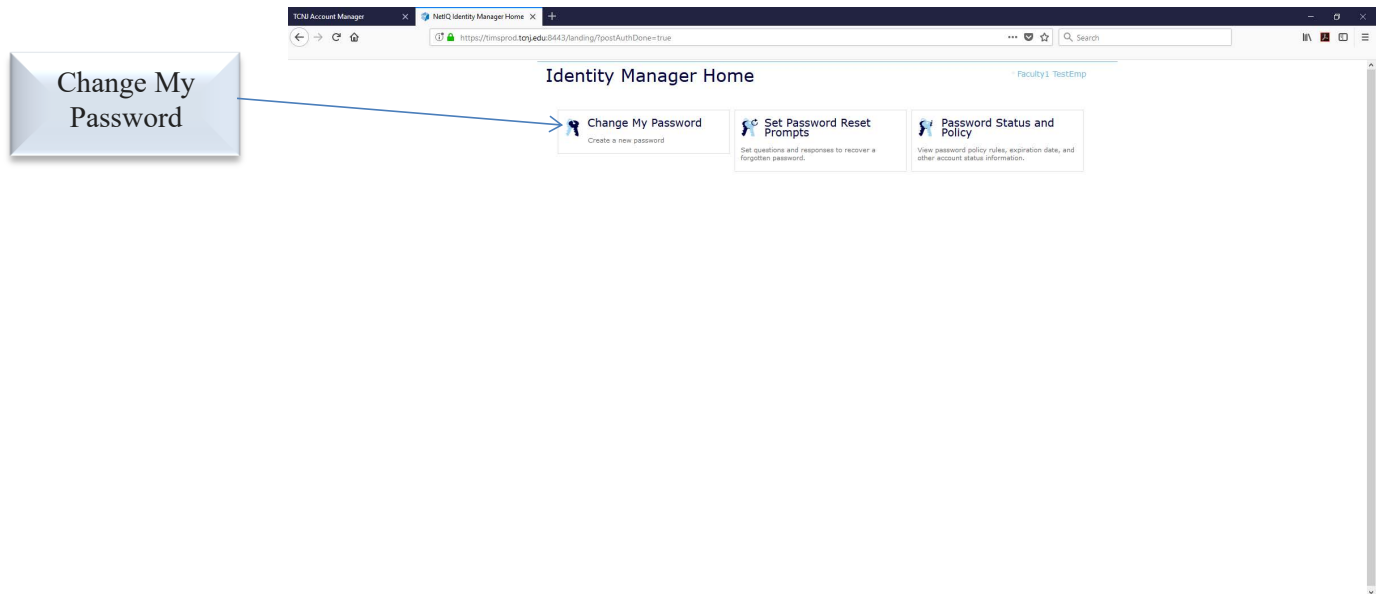 TCNJ Account Manager
NetIQ Identity Manager Home
https://timsprod.tcnj.edu:8443/landing/?postAuthDone=true
Search
Change My
Password
Identity Manager Home
Faculty1 TestEmp
Change My Password
Create a new password
Set Password Reset
Prompts
Set questions and responses to recover a
forgotten password.
Password Status and
Policy
View password policy rules, expiration date, and
other account status information.